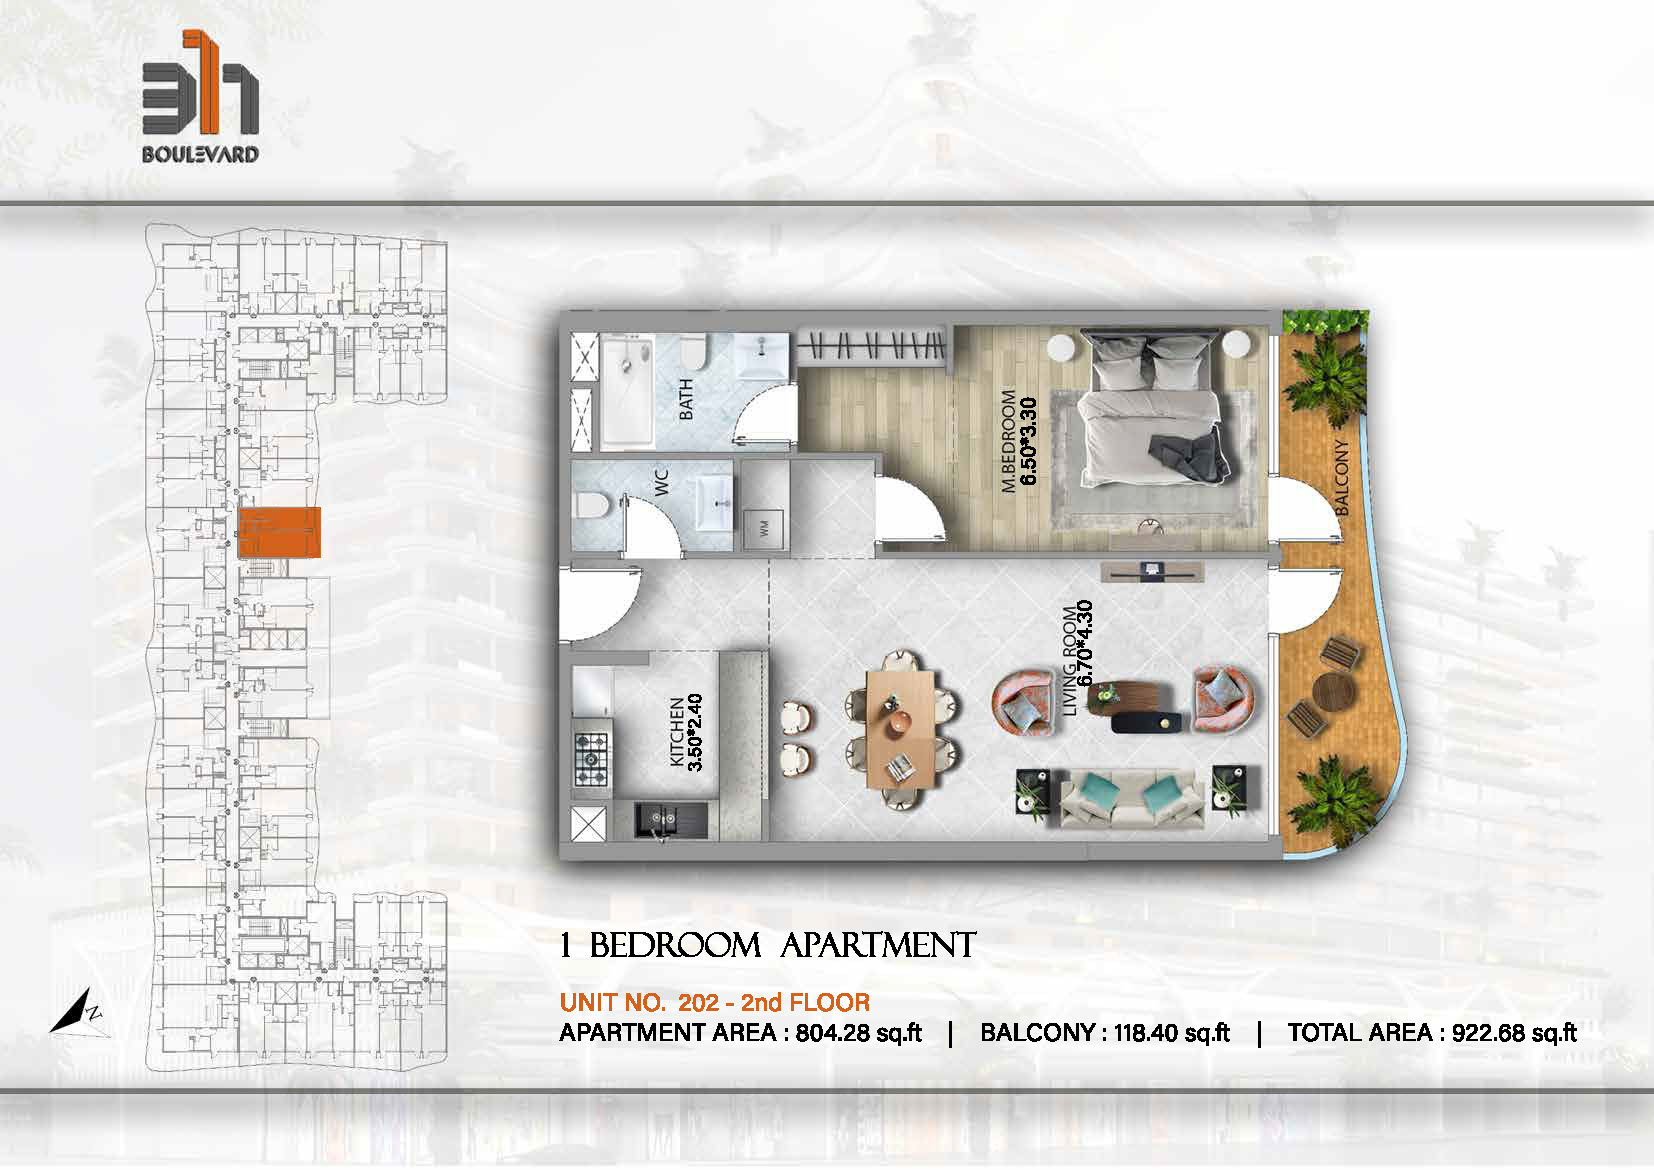 311
BOULEVARD
BATH
WC
WM
M.BEDROOM
6.50*3.30
BALCONY
LIVING ROOM
6.70*4.30
KITCHEN
3.50*2.40
N
1 BEDROOM APARTMENT
UNIT NO. 202 - 2nd FLOOR
APARTMENT AREA : 804.28 sq.ft | BALCONY : 118.40 sq.ft | TOTAL AREA : 922.68 sq.ft